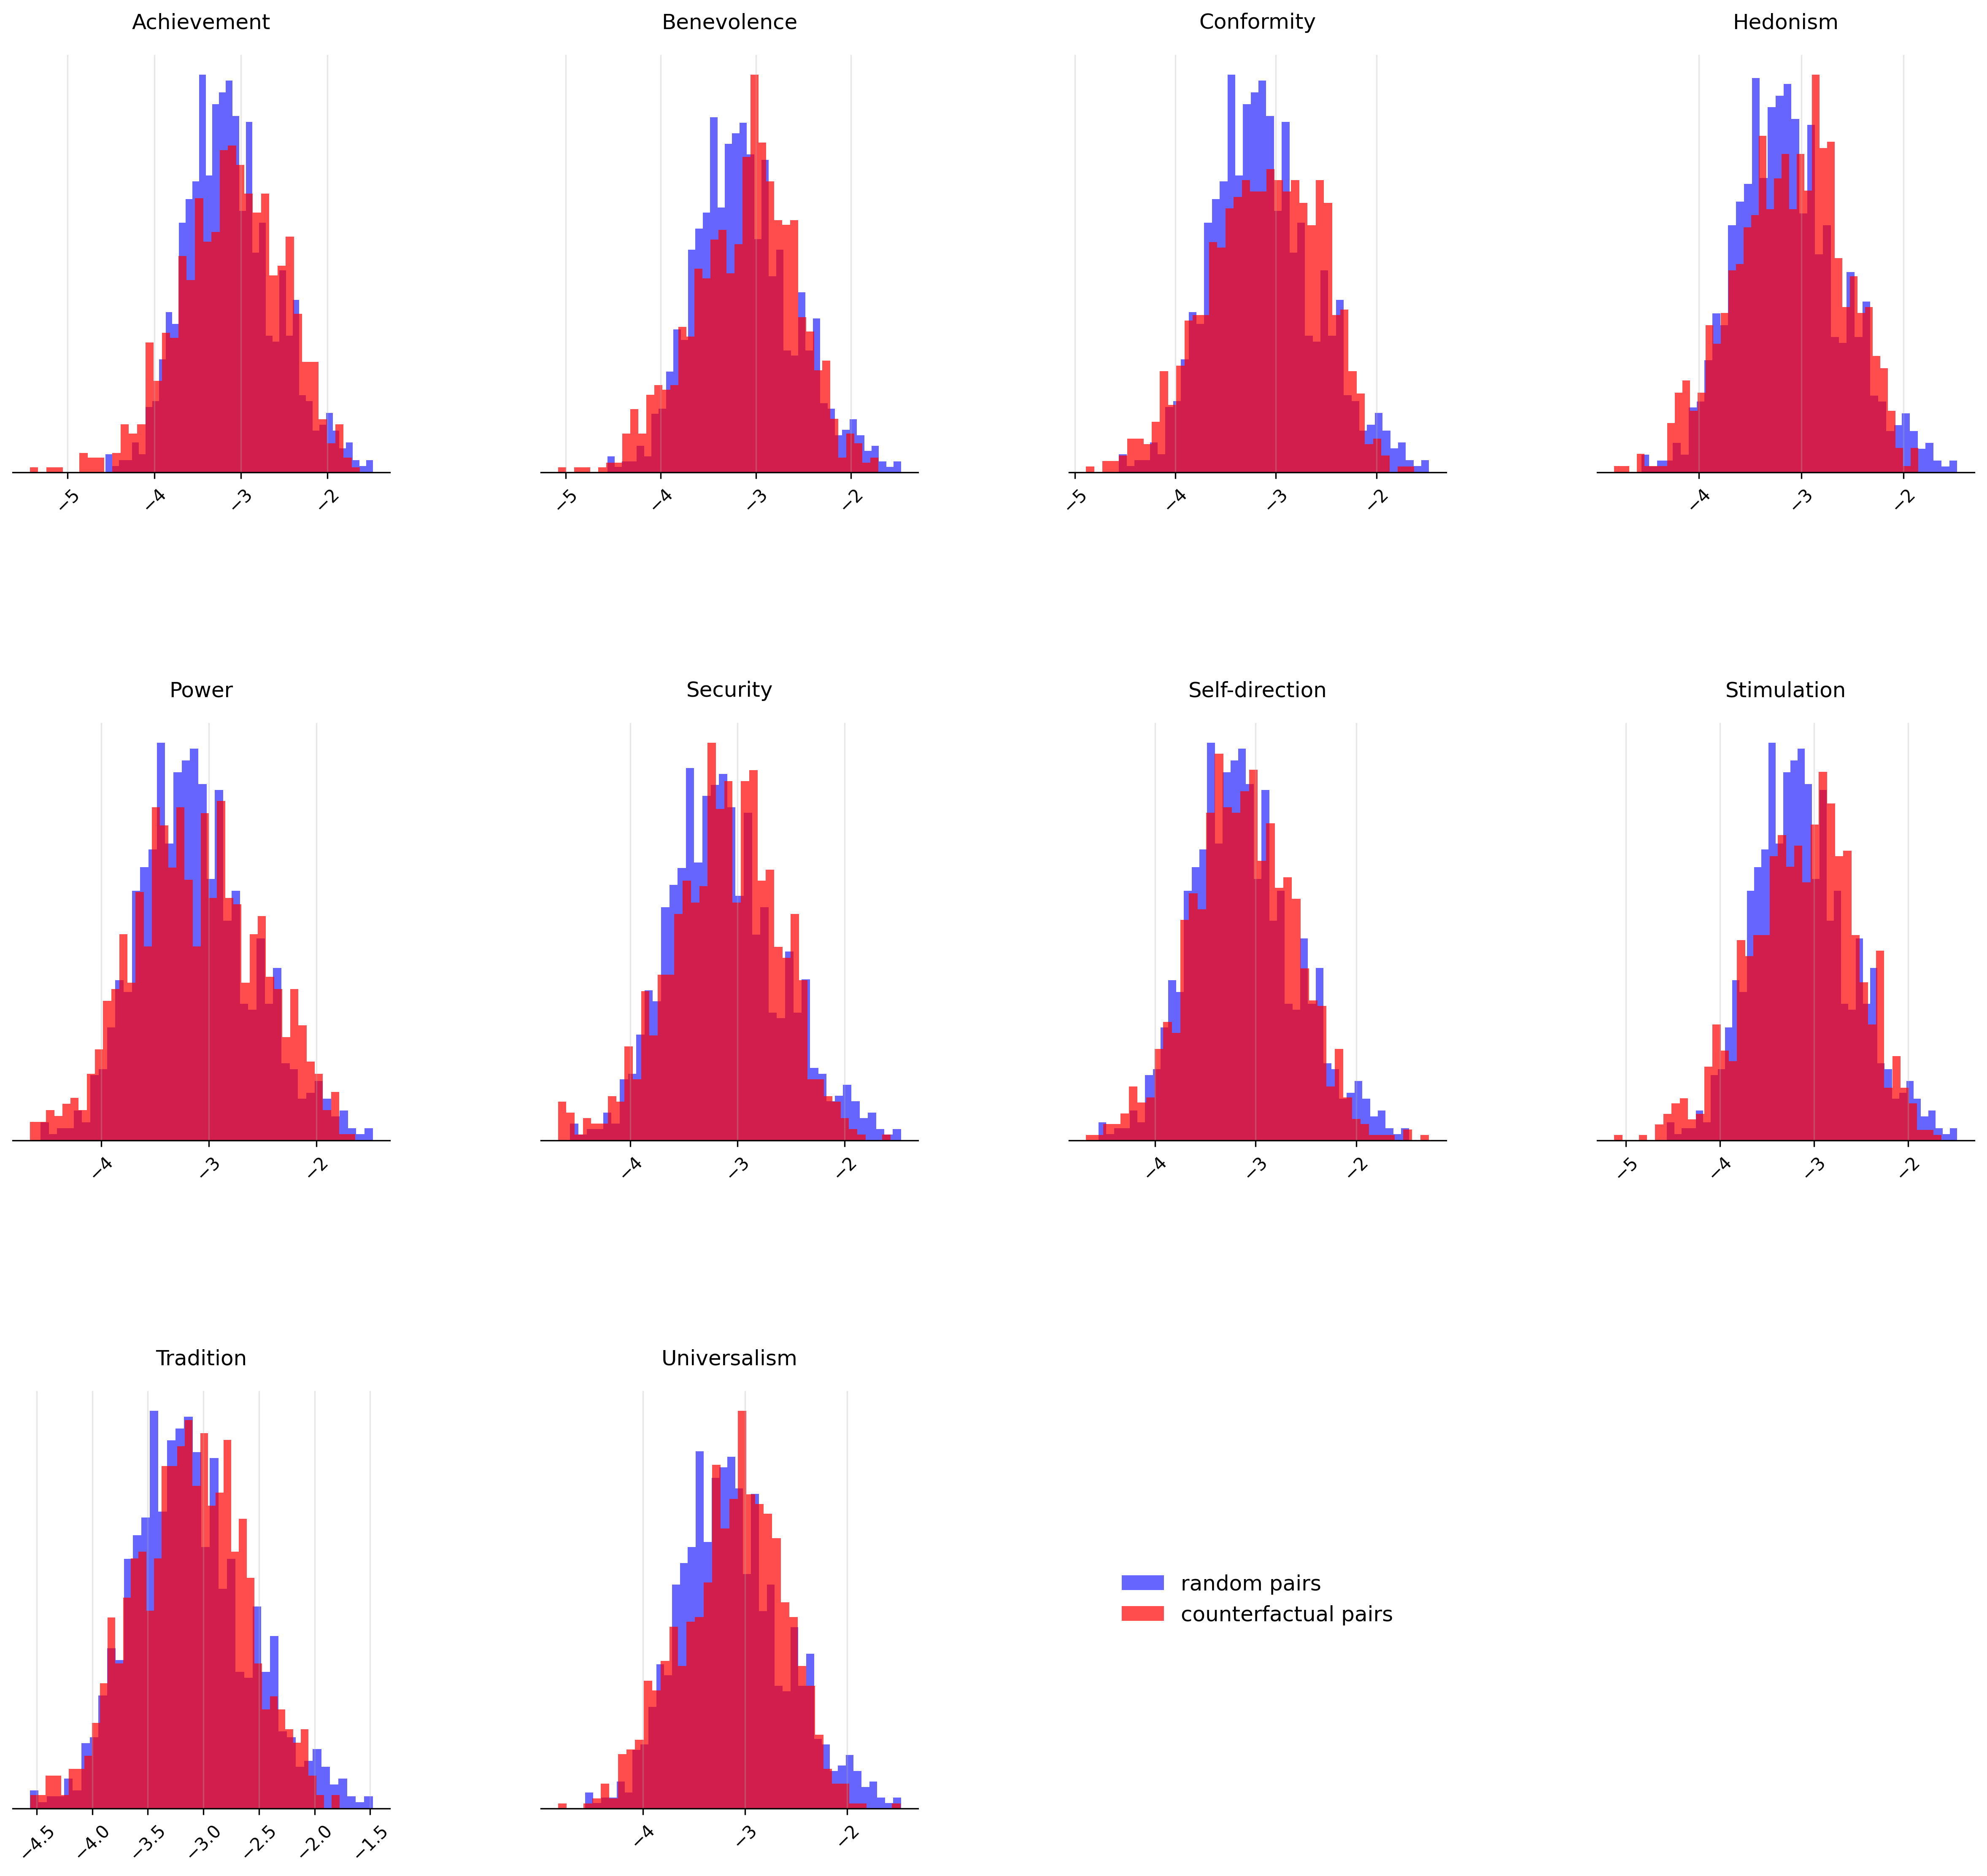 Achievement
Benevolence
Conformity
Hedonism
−5 −4 −3 −2
−5 −4 −3 −2
−5 −4 −3 −2
−4 −3 −2
Power
Security
Self-direction
Stimulation
−4 −3 −2
−4 −3 −2
−4 −3 −2
−5 −4 −3 −2
Tradition
Universalism
random pairs
counterfactual pairs
−4.5 −4.0 −3.5 −3.0 −2.5 −2.0 −1.5
−4 −3 −2